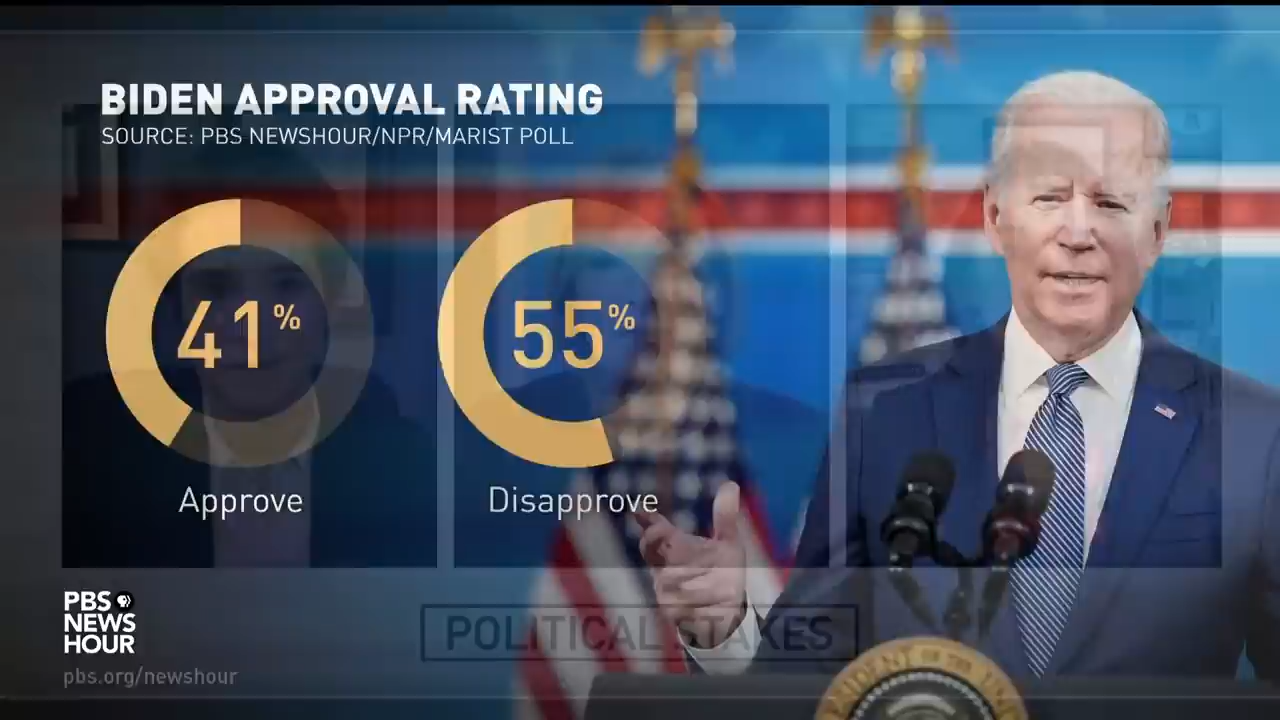 BIDEN APPROVAL RATING
SOURCE: PBS NEWSHOUR/NPR/MARIST POLL
41%
55%
Approve
Disapprove
POLITICAL STAKES
PBS
NEWS
HOUR
pbs.org/newshour